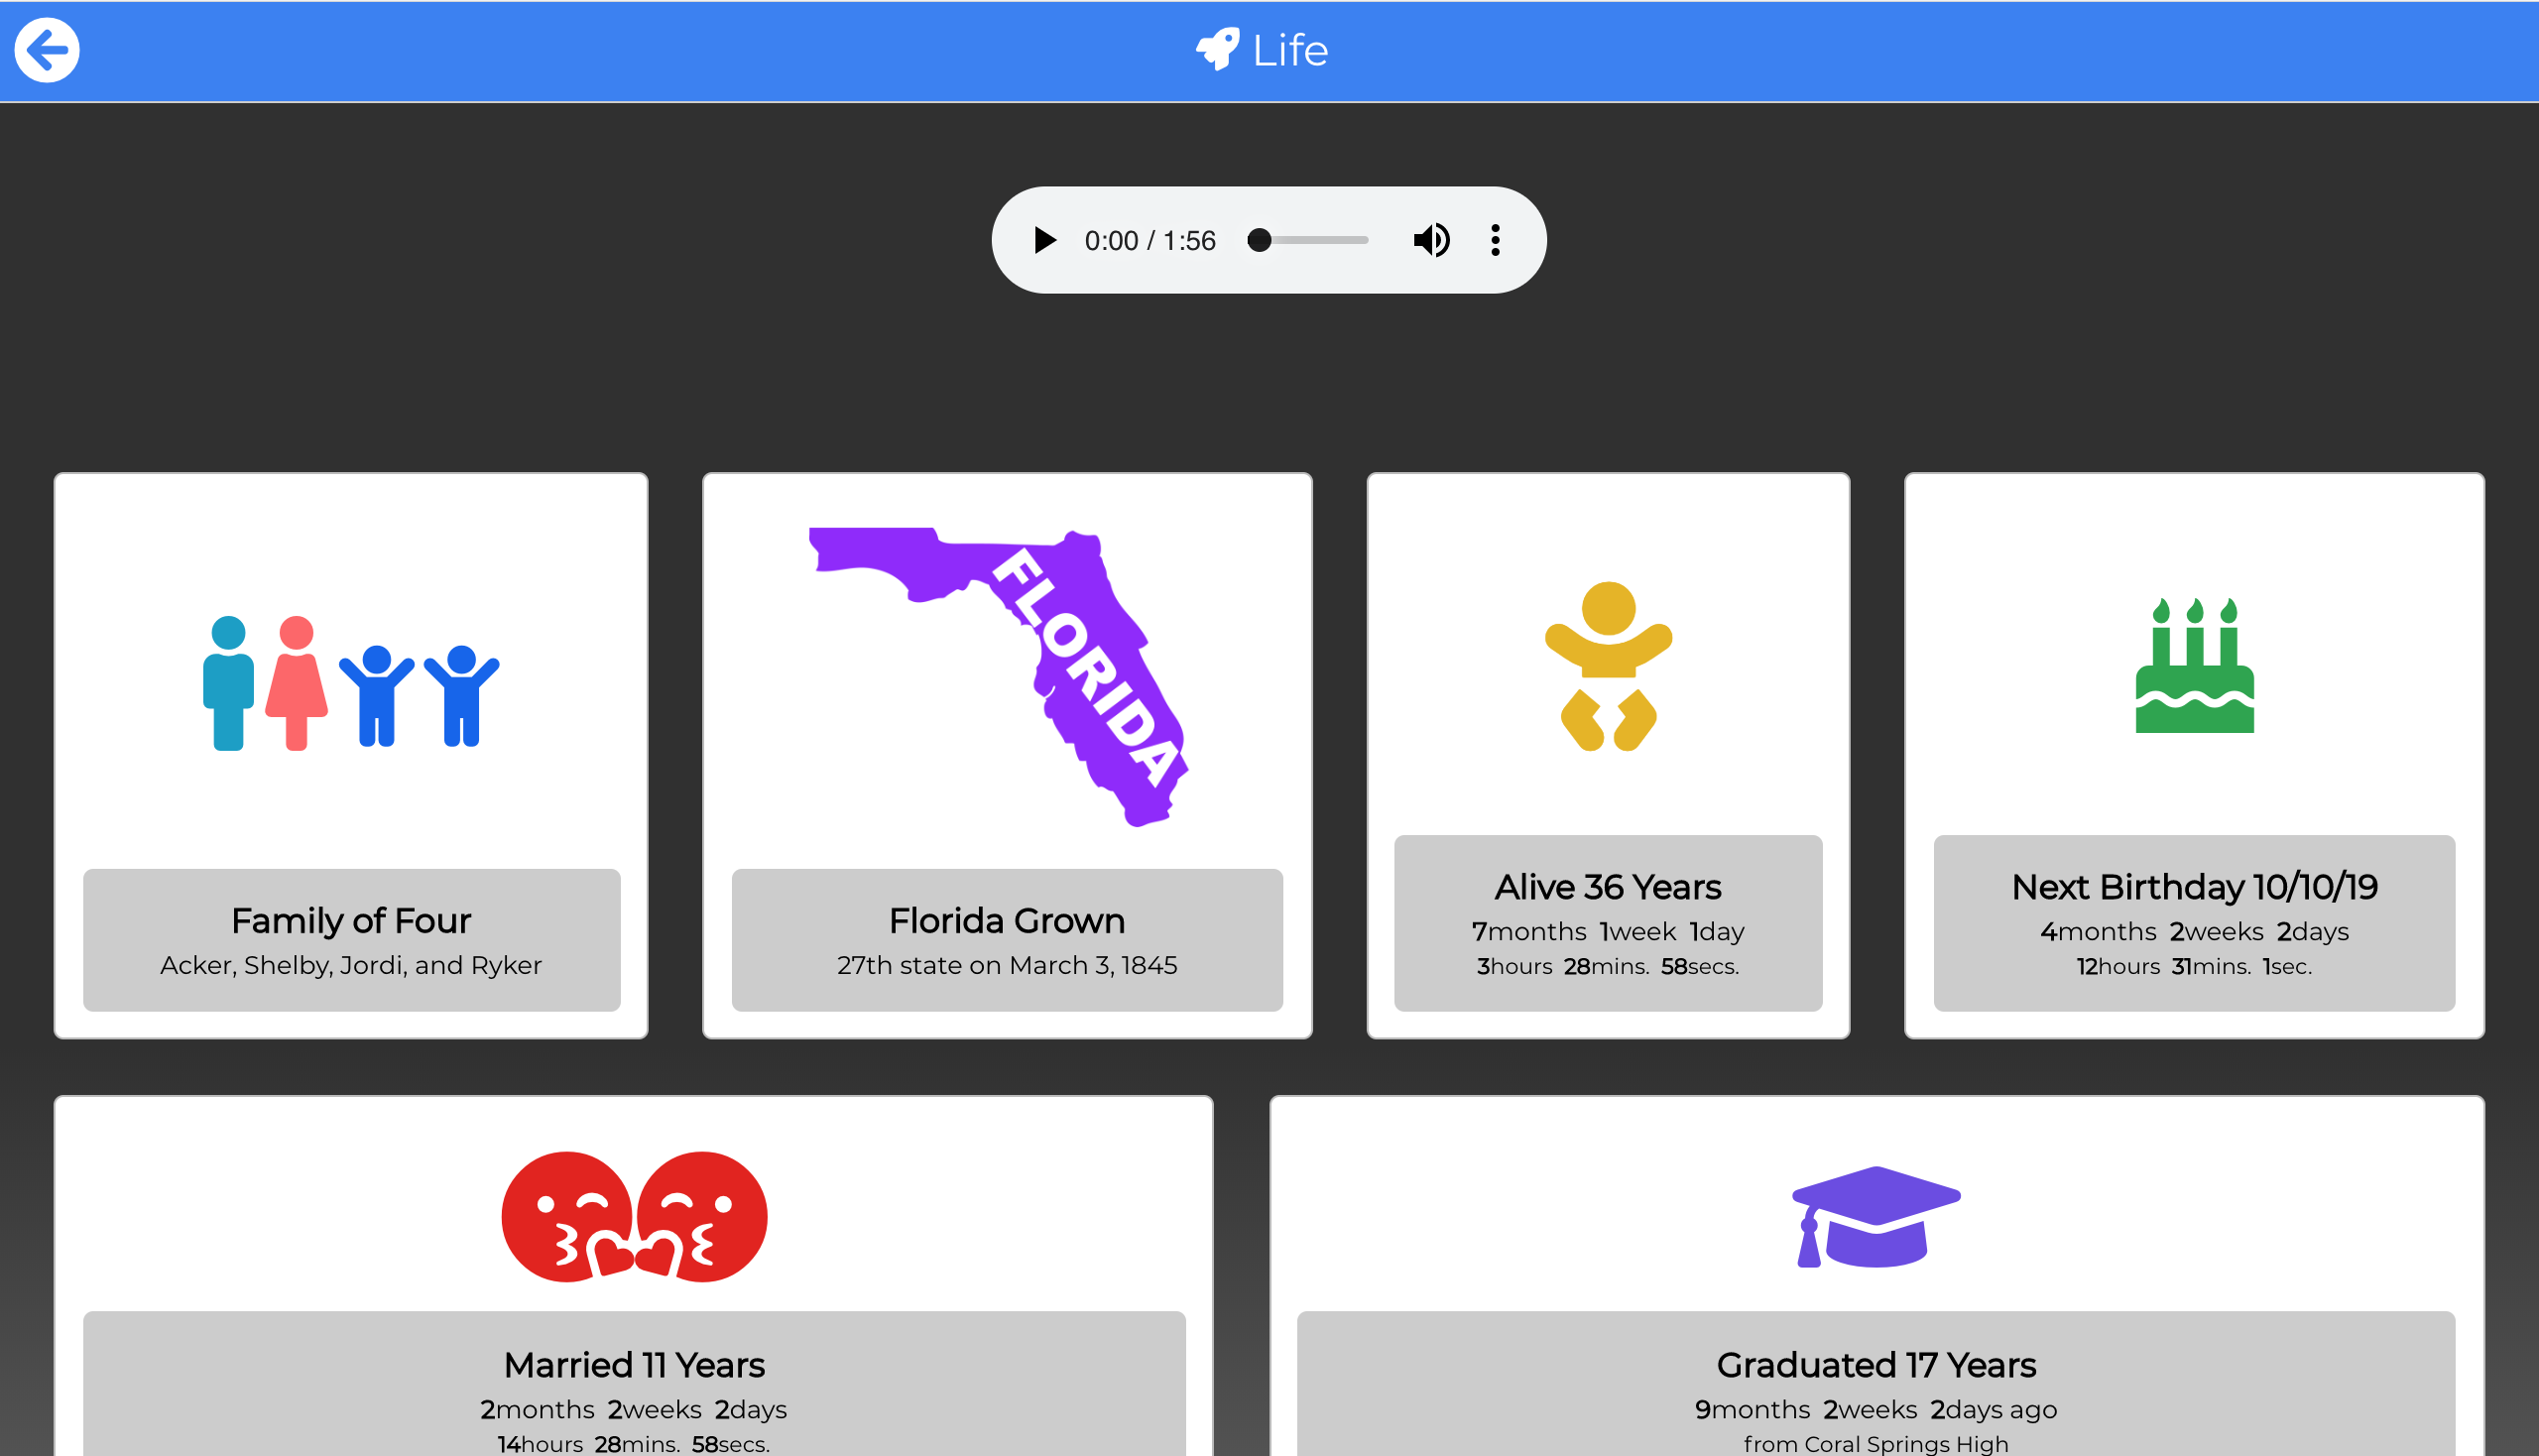 Life
0:00 / 1:56
FLORIDA
Family of Four
Acker, Shelby, Jordi, and Ryker
Florida Grown
27th state on March 3, 1845
Alive 36 Years
7months 1week 1day
3hours 28mins. 58secs.
Next Birthday 10/10/19
4months 2weeks 2days
12hours 31mins. 1sec.
Married 11 Years
2months 2weeks 2days
14hours 28mins. 58secs.
Graduated 17 Years
9months 2weeks 2days ago
from Coral Springs High